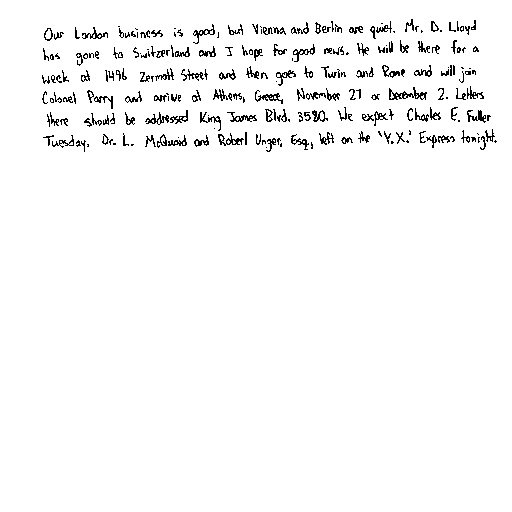 Our London business is good, but Vienna and Berlin are quiet. Mr. D. Lloyd
has gone to Switzerland and I hope for good news. He will be there for a
week at 1496 Zermott Street and then goes to Turin and Rome and will join
Colonel Parry and arrive at Athens, Greece, November 27 or December 2. Letters
there should be addressed King James Blvd. 3580. We expect Charles E. Fuller
Tuesday. Dr. L. McQuaid and Robert Unger, Esq., left on the 'Y.X.' Express tonight.